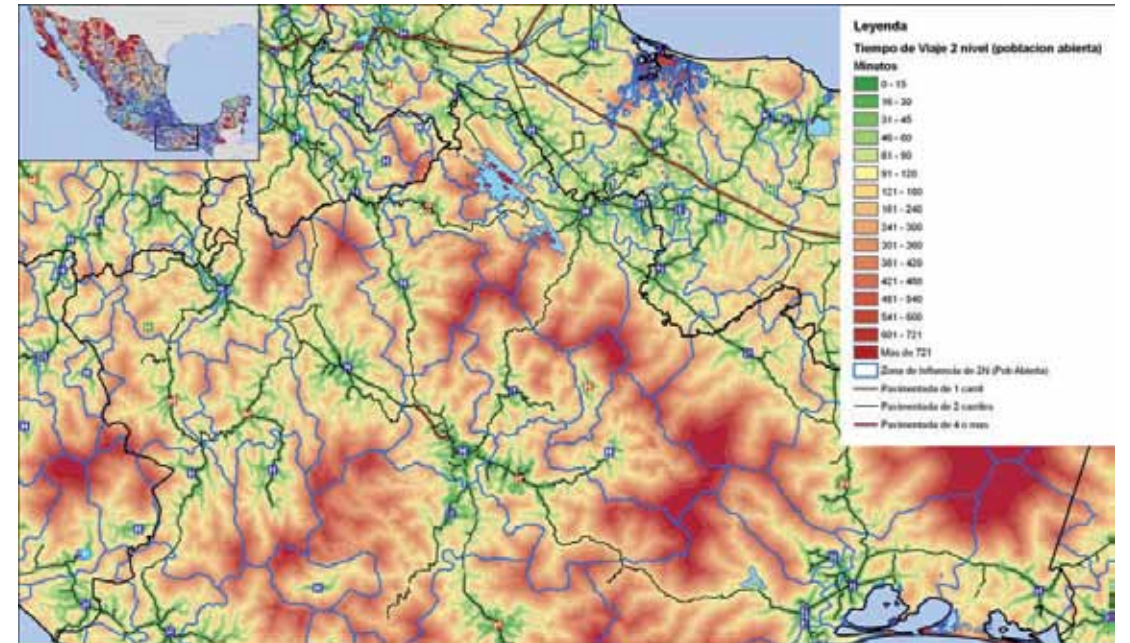 Leyenda
Tiempo de Viaje 2 nivel (poblacion abierta)
Minutos
0 - 15
16 - 30
31 - 45
46 - 60
61 - 90
91 - 120
121 - 180
181 - 240
241 - 300
301 - 360
361 - 420
421 - 480
481 - 540
541 - 600
601 - 721
Más de 721
Zona de Influencia de 2N (Pob Abierta)
Pavimentada de 1 carril
Pavimentada de 2 carriles
Pavimentada de 4 o mas